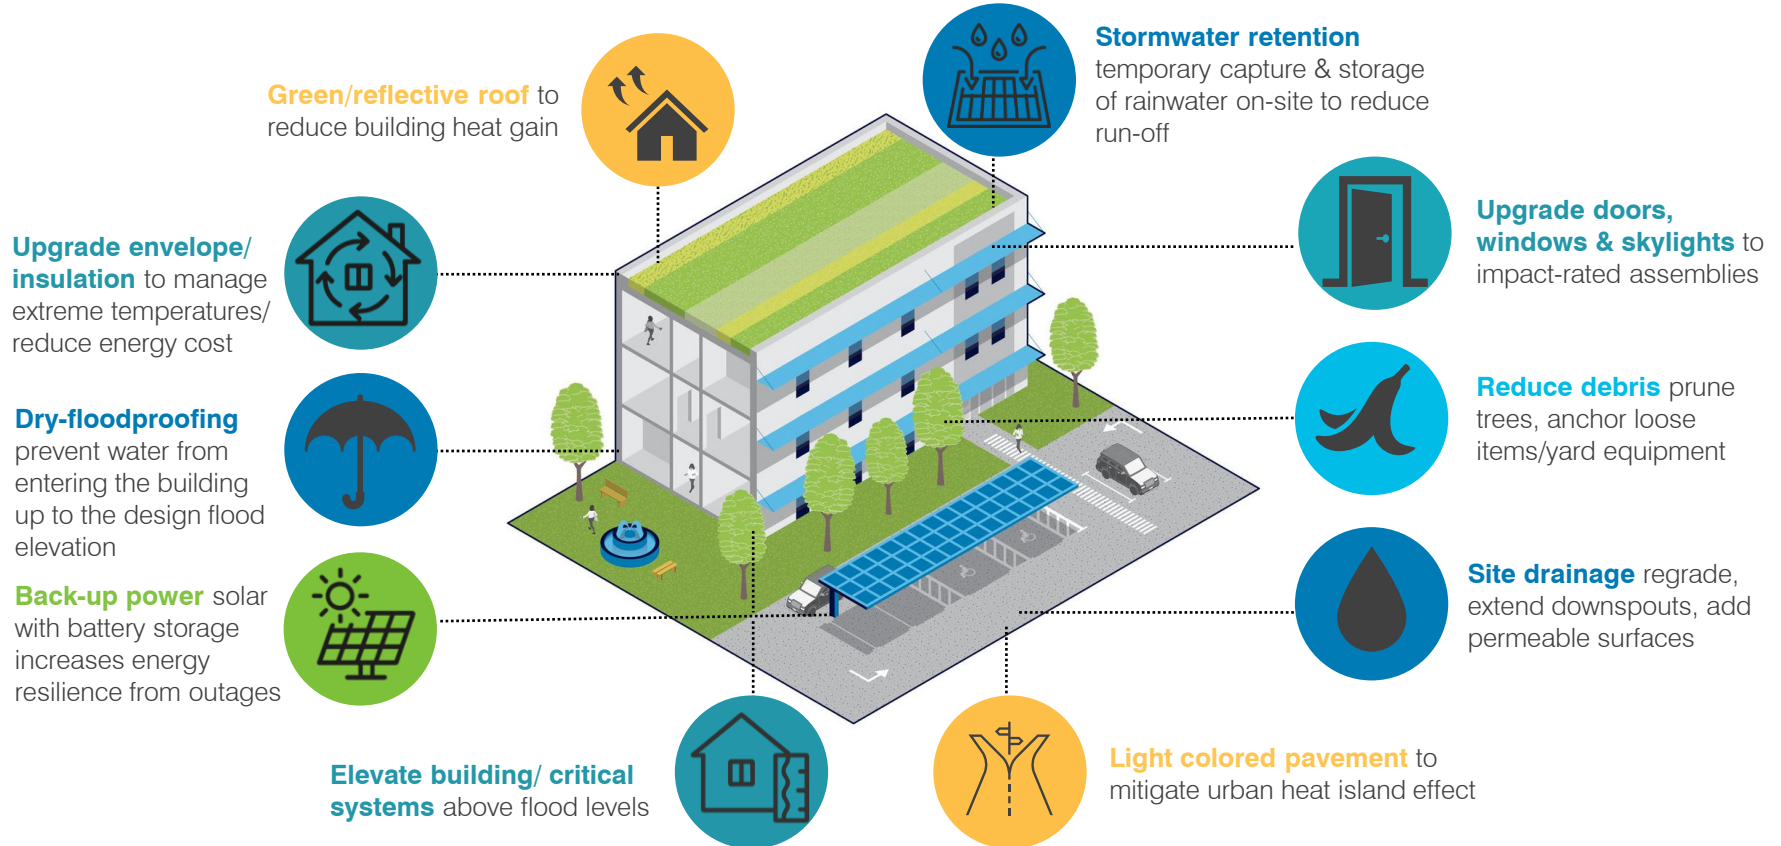 Green/reflective roof to
reduce building heat gain
Stormwater retention
temporary capture & storage
of rainwater on-site to reduce
run-off
Upgrade envelope/
insulation to manage
extreme temperatures/
reduce energy cost
Upgrade doors,
windows & skylights to
impact-rated assemblies
Dry-floodproofing
prevent water from
entering the building
up to the design flood
elevation
Reduce debris prune
trees, anchor loose
items/yard equipment
Back-up power solar
with battery storage
increases energy
resilience from outages
Site drainage regrade,
extend downspouts, add
permeable surfaces
Elevate building/ critical
systems above flood levels
Light colored pavement to
mitigate urban heat island effect